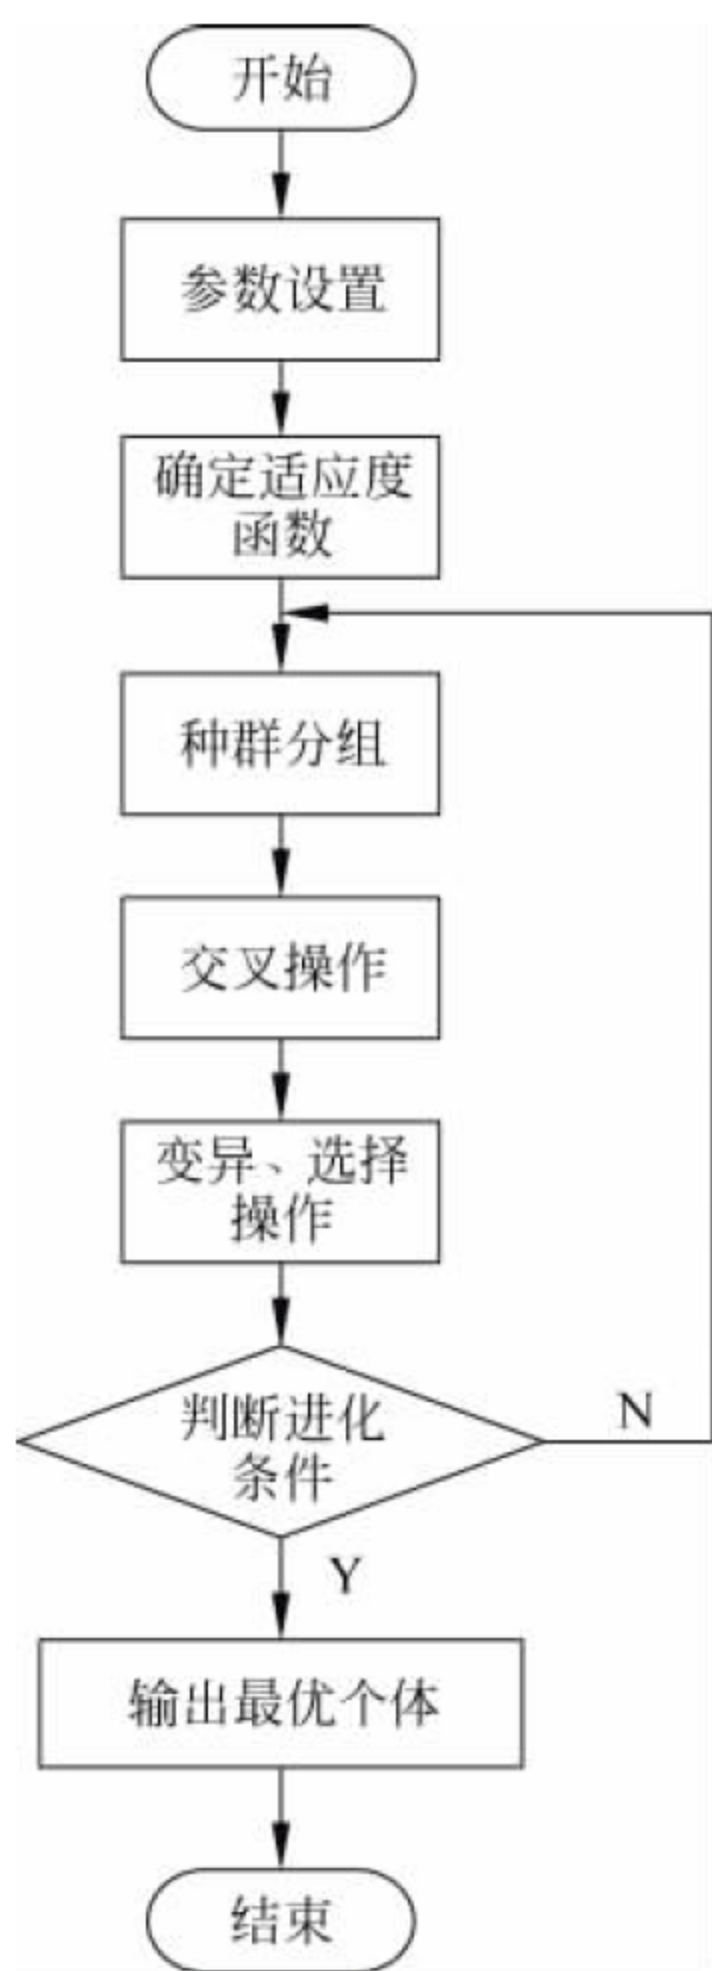 开始
参数设置
确定适应度
函数
种群分组
交叉操作
变异、选择
操作
判断进化
条件
N
Y
输出最优个体
结束